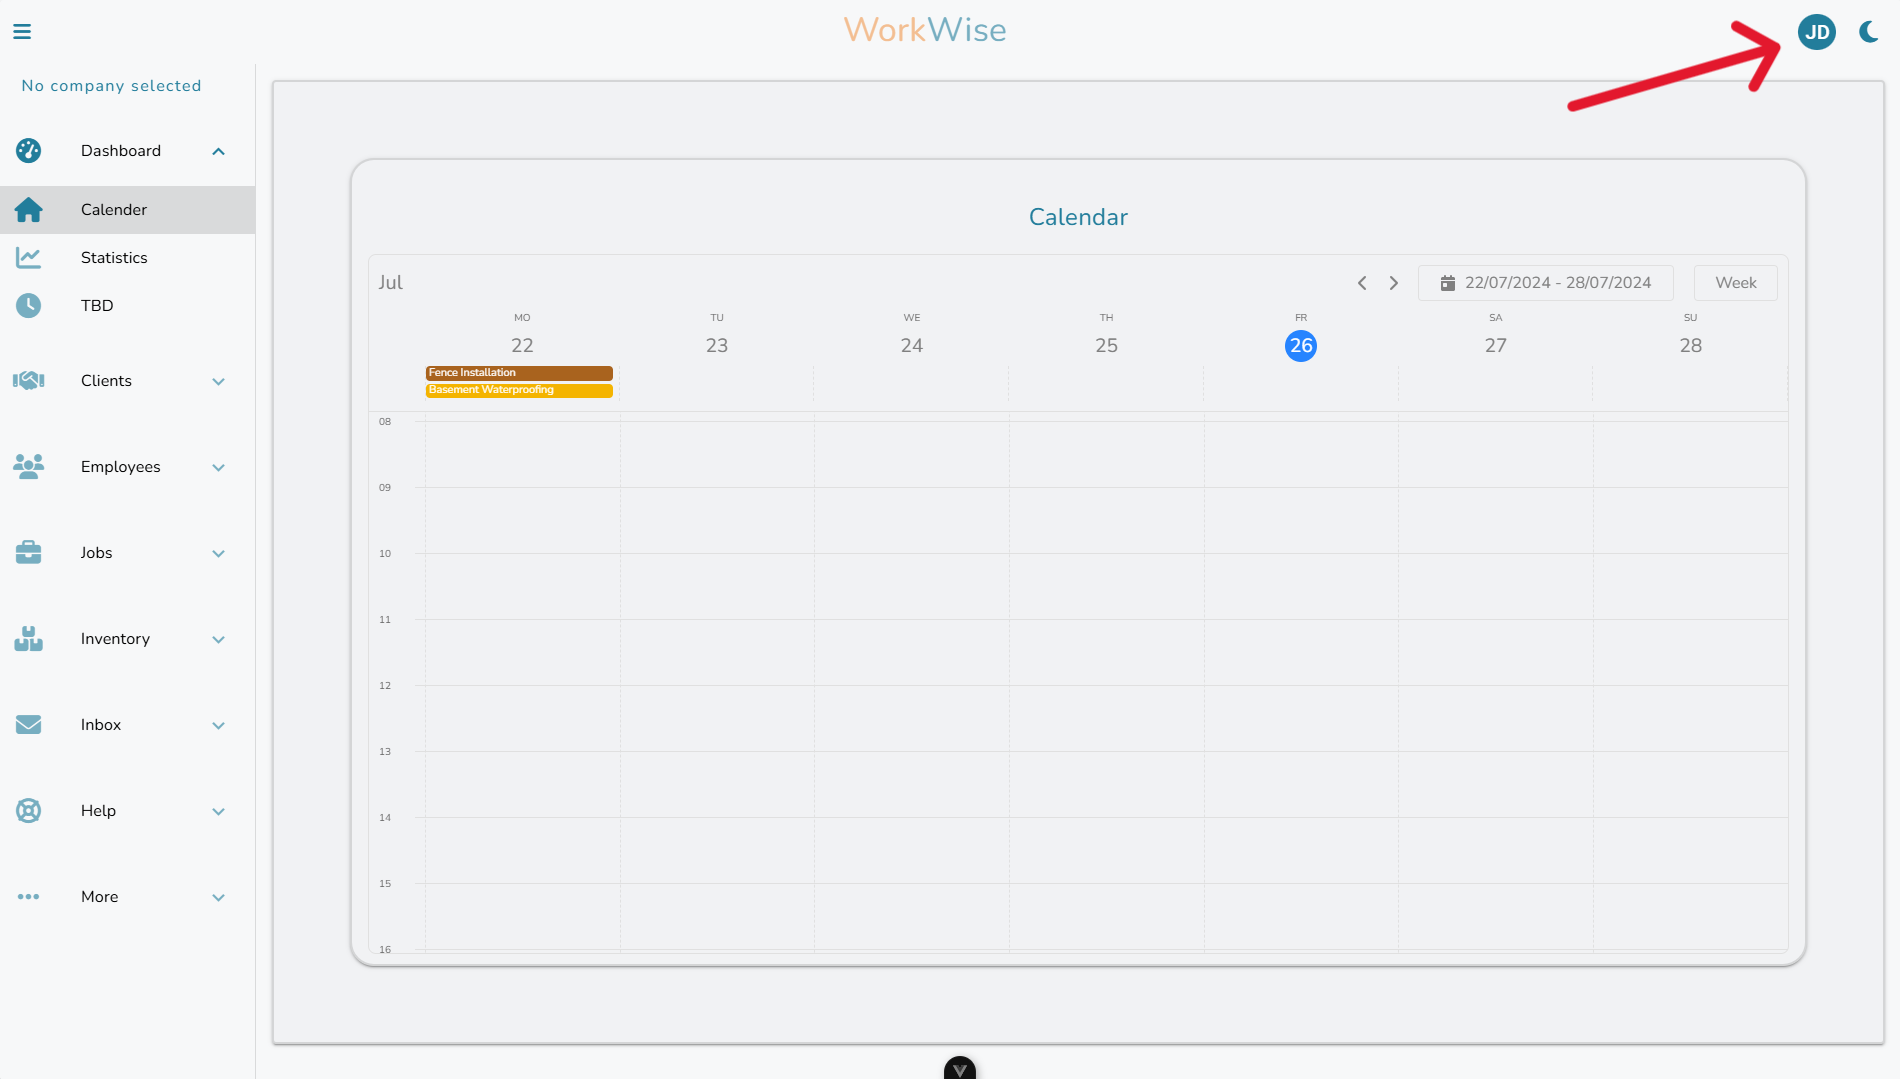 WorkWise
JD
No company selected
Dashboard
Calender
Statistics
TBD
Clients
Employees
Jobs
Inventory
Inbox
Help
More
Calendar
Jul
22/07/2024 - 28/07/2024
Week
MO TU WE TH FR SA SU
22 23 24 25 26 27 28
Fence Installation
Basement Waterproofing
08
09
10
11
12
13
14
15
16